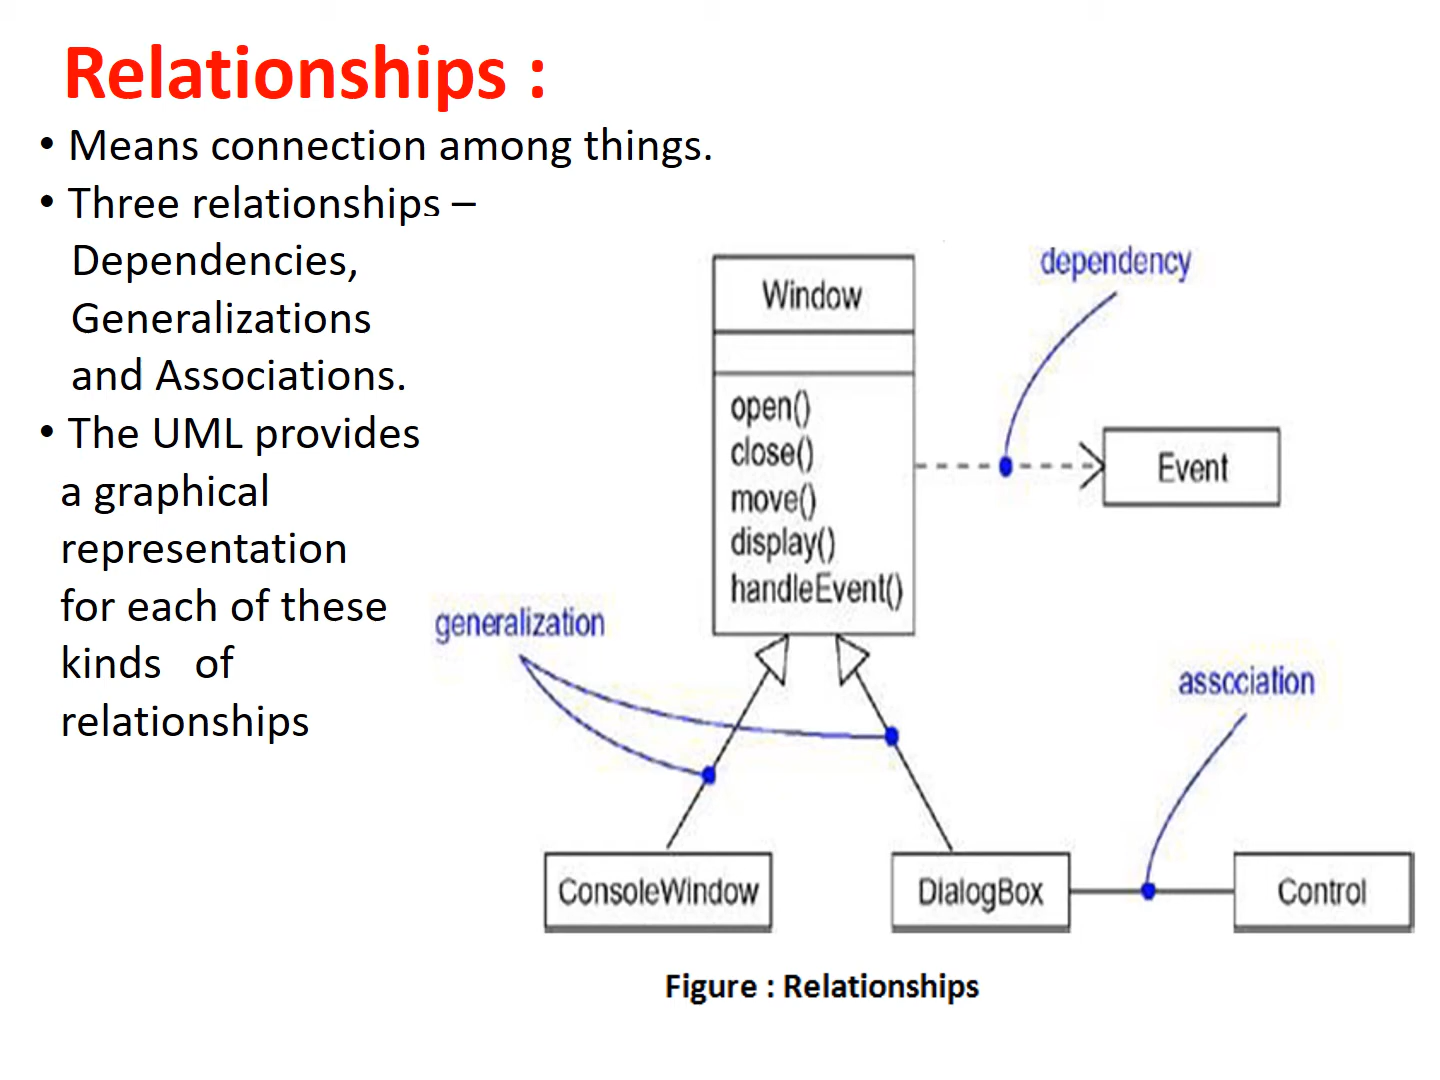 Relationships :
• Means connection among things.
• Three relationships –
Dependencies,
Generalizations
and Associations.
• The UML provides
a graphical
representation
for each of these
kinds of
relationships
dependency
Window
open()
close()
move()
display()
handleEvent()
Event
generalization
association
ConsoleWindow
DialogBox
Control
Figure : Relationships